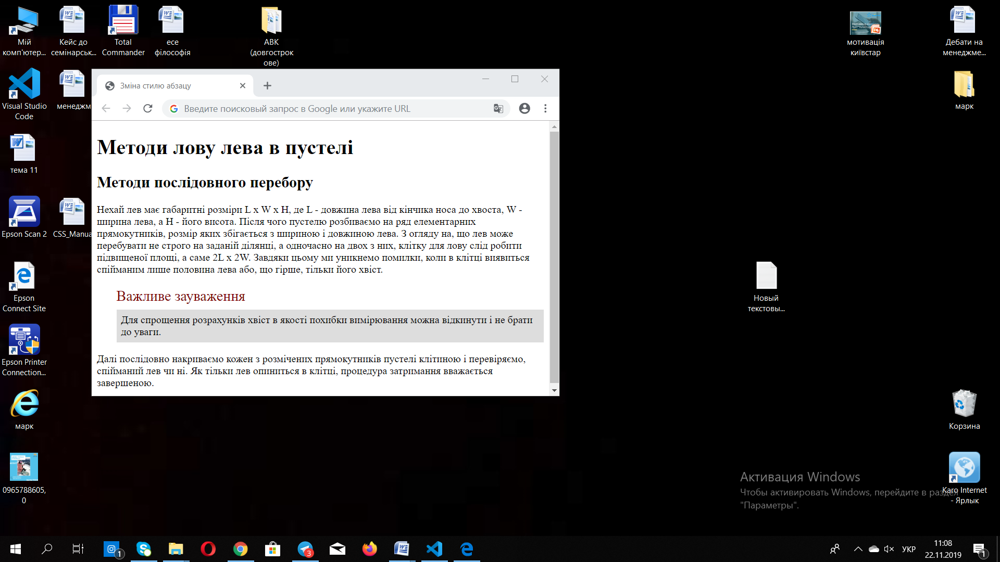 Мій
комп'ютер...
Кейс до
семінарськ...
Total
Commander
есе
філософія
АВК
(довгострок
ове)
мотивація
київстар
Дебати на
менеджме...
Visual Studio
Code
менеджм
марк
тема 11
Epson Scan 2
CSS_Manua
Epson
Connect Site
Epson Printer
Connection...
марк
0965788605,
0
Зміна стилю абзацу
Введите поисковый запрос в Google или укажите URL
Методи лову лева в пустелі
Методи послідовного перебору
Нехай лев має габаритні розміри L x W x H, де L - довжина лева від кінчика носа до хвоста, W -
ширина лева, а H - його висота. Після чого пустелю розбиваємо на ряд елементарних
прямокутників, розмір яких збігається з шириною і довжиною лева. З огляду на, що лев може
перебувати не строго на заданій ділянці, а одночасно на двох з них, клітку для лову слід робити
підвищеної площі, а саме 2L x 2W. Завдяки цьому ми уникнемо помилки, коли в клітці виявиться
спійманим лише половина лева або, що гірше, тільки його хвіст.
Важливе зауваження
Для спрощення розрахунків хвіст в якості похибки вимірювання можна відкинути і не брати
до уваги.
Далі послідовно накриваємо кожен з розмічених прямокутників пустелі клітиною і перевіряємо,
спійманий лев чи ні. Як тільки лев опиниться в клітці, процедура затримання вважається
завершеною.
Новый
текстовы...
Корзина
Karo Internet
- Ярлык
Активация Windows
Чтобы активировать Windows, перейдите в раздел
"Параметры".
1
3
УКР
11:08
22.11.2019
1